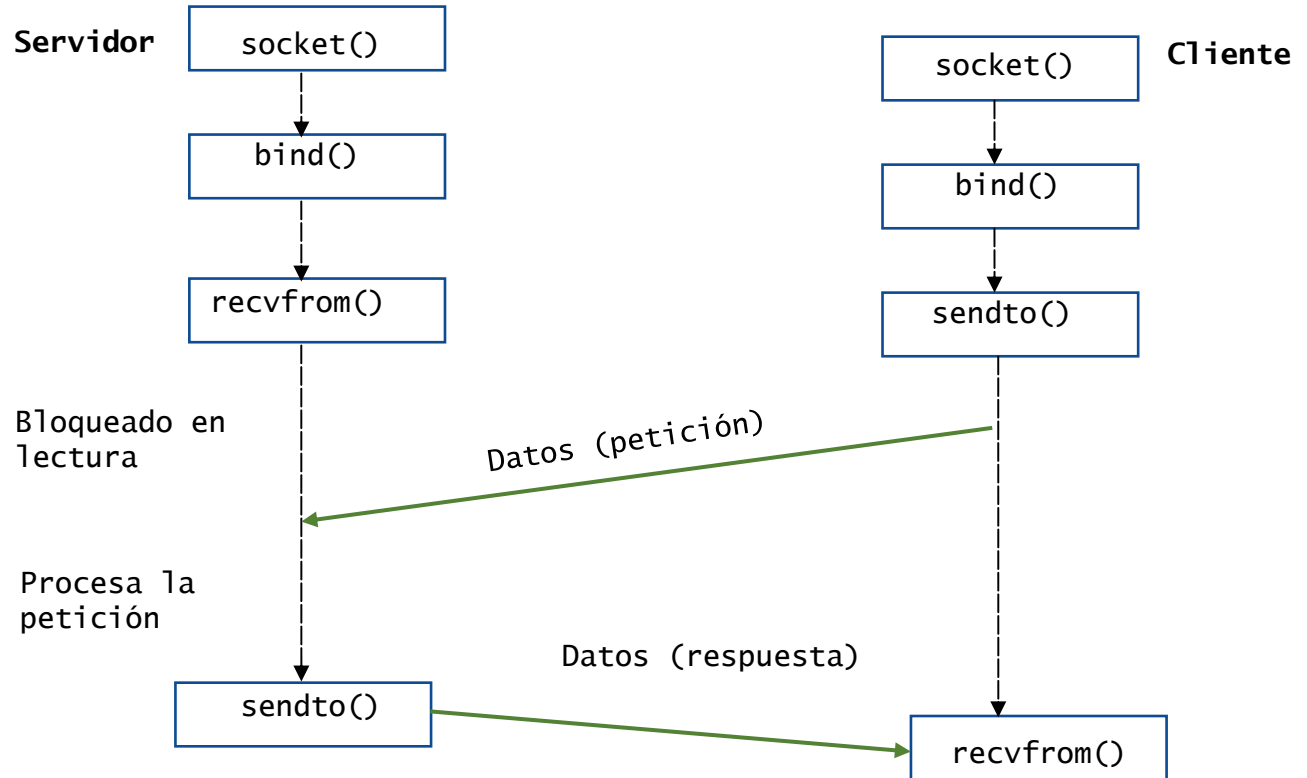 Servidor
socket()
socket()
Cliente
bind()
bind()
recvfrom()
sendto()
Bloqueado en
lectura
Datos (petición)
Procesa la
petición
Datos (respuesta)
sendto()
recvfrom()